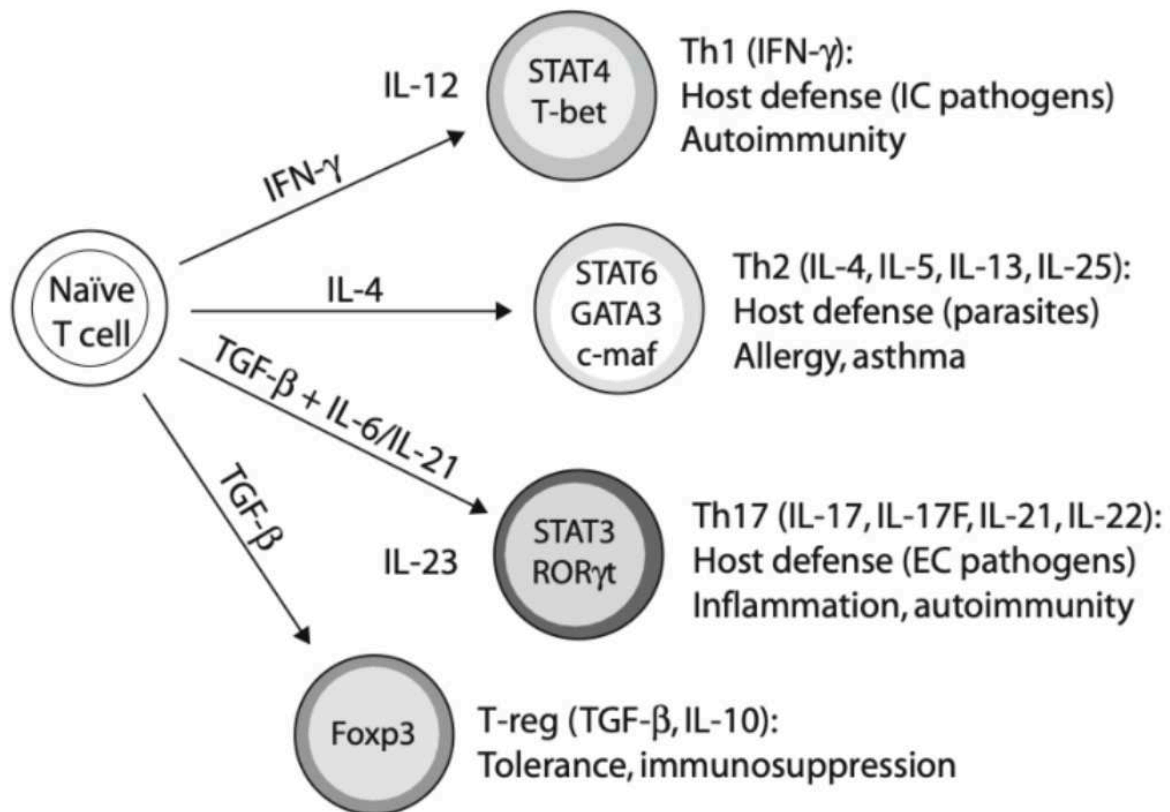 IL-12
STAT4
T-bet
Th1 (IFN-γ):
Host defense (IC pathogens)
Autoimmunity
IFN-γ
Naïve
T cell
IL-4
STAT6
GATA3
c-maf
Th2 (IL-4, IL-5, IL-13, IL-25):
Host defense (parasites)
Allergy, asthma
TGF-β + IL-6/IL-21
IL-23
STAT3
RORγt
Th17 (IL-17, IL-17F, IL-21, IL-22):
Host defense (EC pathogens)
Inflammation, autoimmunity
TGF-β
Foxp3
T-reg (TGF-β, IL-10):
Tolerance, immunosuppression